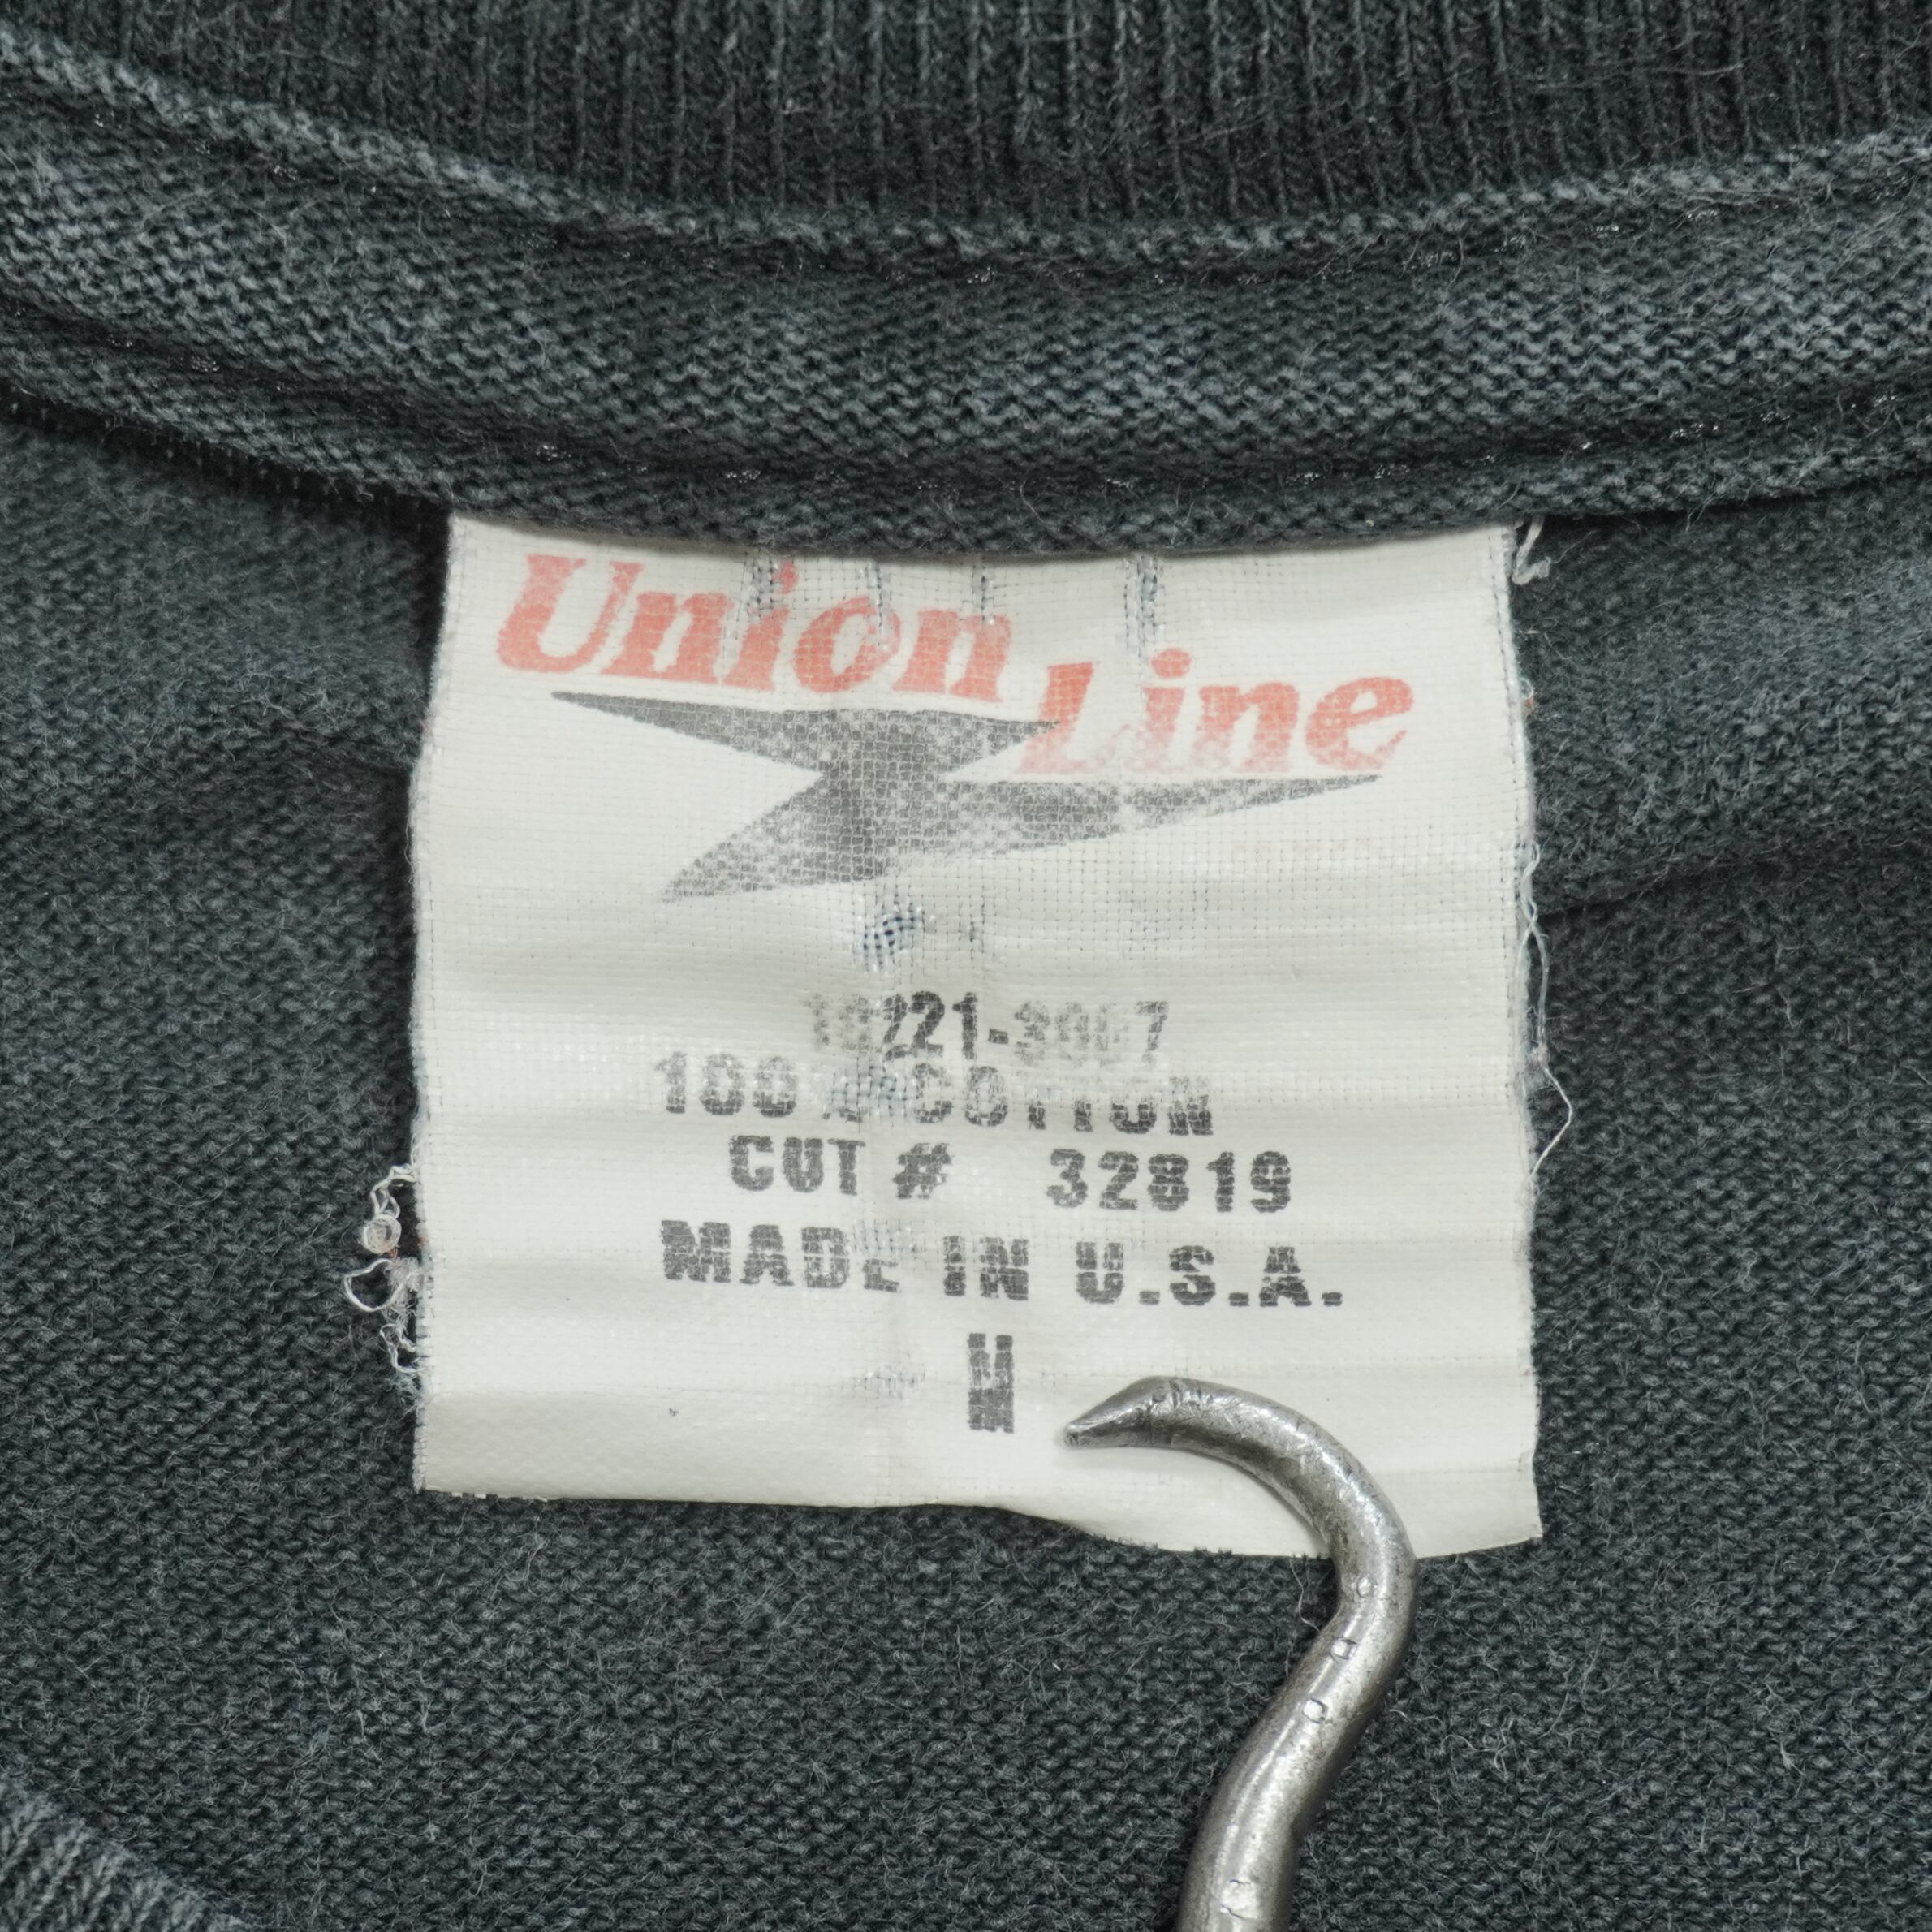 Union Line
100% COTTON
CUT # 32819
MADE IN U.S.A.
M